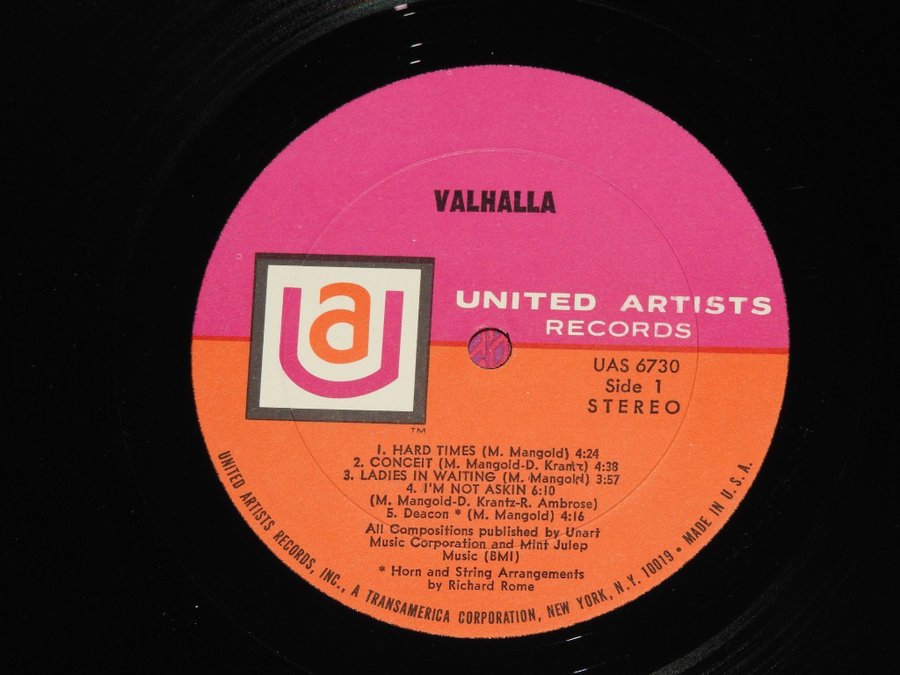 VALHALLA
ua
UNITED ARTISTS
RECORDS
UAS 6730
Side 1
STEREO
TM
1. HARD TIMES (M. Mangold) 4:24
2. CONCEIT (M. Mangold-D. Krantz) 4:38
3. LADIES IN WAITING (M. Mangold) 3:57
4. I'M NOT ASKIN 6:10
(M. Mangold-D. Krantz-R. Ambrose)
5. Deacon * (M. Mangold) 4:16
All Compositions published by Unart
Music Corporation and Mint Julep
Music (BMI)
* Horn and String Arrangements
by Richard Rome
UNITED ARTISTS RECORDS, INC., A TRANSAMERICA CORPORATION, NEW YORK, N.Y. 10019 • MADE IN U.S.A.